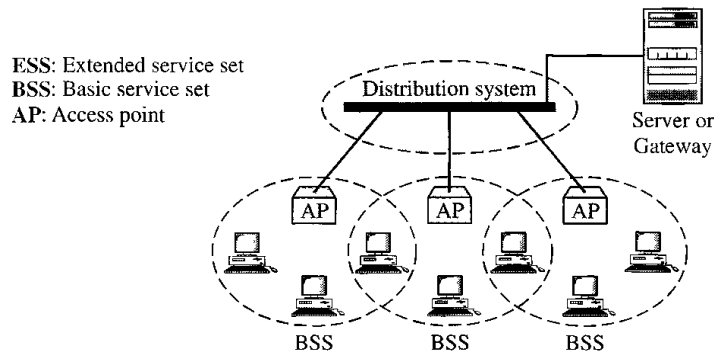 ESS: Extended service set
BSS: Basic service set
AP: Access point
Distribution system
Server or
Gateway
AP
AP
AP
BSS
BSS
BSS